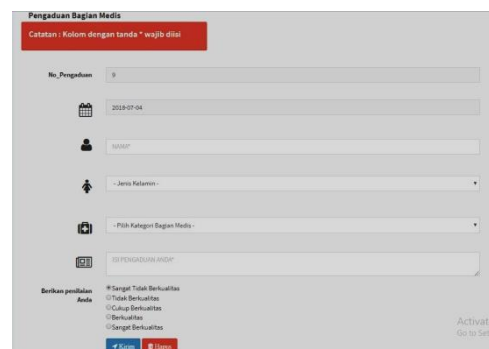 Pengaduan Bagian Medis
Catatan : Kolom dengan tanda * wajib diisi
No_Pengaduan
9
2019-07-04
NAMA*
- Jenis Kelamin -
- Pilih Kategori Bagian Medis -
ISI PENGADUAN ANDA*
Berikan penilaian Anda
Sangat Tidak Berkualitas
Tidak Berkualitas
Cukup Berkualitas
Berkualitas
Sangat Berkualitas
Kirim
Hapus
Activat
Go to Set